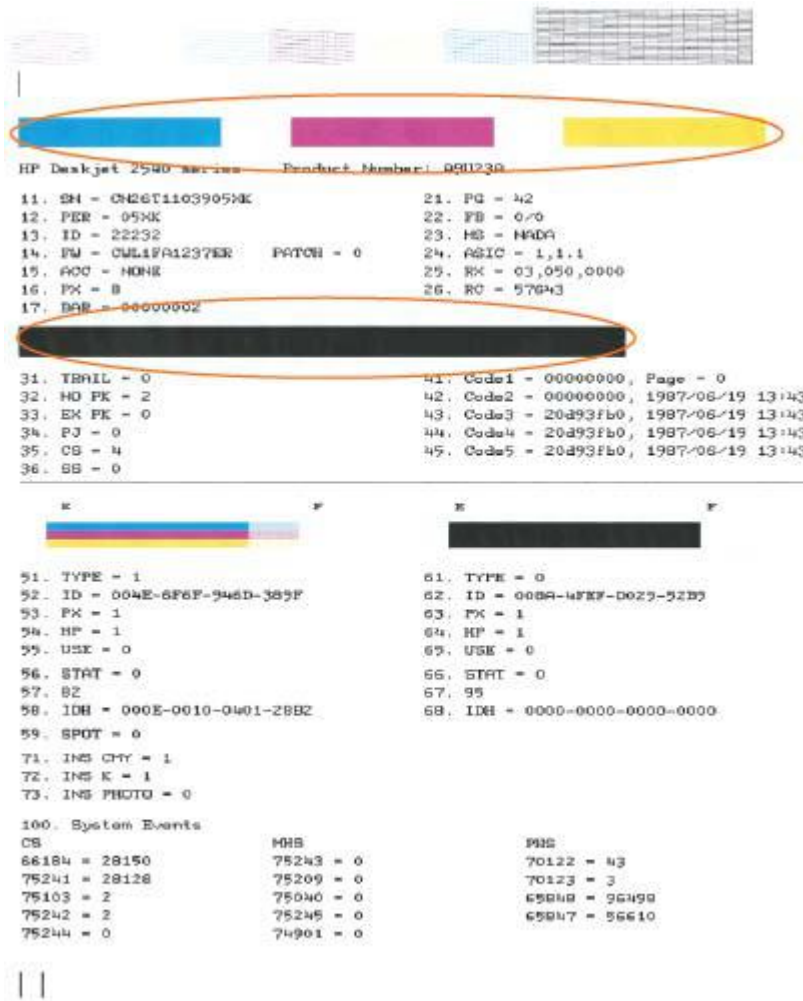 HP Deskjet 2540 series Product Number: A9U23A
11. SN = CN26T1103905XK 21. PG = 42
12. PER = 05XK 22. FB = 0/0
13. ID = 22232 23. MS = NADA
14. FW = CWL1FA1237ER PATCH = 0 24. ASIC = 1,1.1
15. ACC = NONE 25. RX = 03,050,0000
16. PX = B 26. RC = 57643
17. BAR = 00000002
31. TRAIL = 0 41. Code1 = 00000000, Page = 0
32. NO PK = 2 42. Code2 = 00000000, 1987/06/19 13:43
33. EX PK = 0 43. Code3 = 20d93fb0, 1987/06/19 13:43
34. PJ = 0 44. Code4 = 20d93fb0, 1987/06/19 13:43
35. CS = 4 45. Code5 = 20d93fb0, 1987/06/19 13:43
36. SS = 0
E F E F
51. TYPE = 1 61. TYPE = 0
52. ID = 004E-6F6F-946D-389F 62. ID = 008A-4FEF-D029-52B9
53. PX = 1 63. PX = 1
54. HP = 1 64. HP = 1
55. USE = 0 65. USE = 0
56. STAT = 0 66. STAT = 0
57. 82 67. 95
58. IDH = 000E-0010-0401-28B2 68. IDH = 0000-0000-0000-0000
59. SPOT = 0
71. INS CMY = 1
72. INS K = 1
73. INS PHOTO = 0
100. System Events
CS MHS PHS
66184 = 28150 75243 = 0 70122 = 43
75241 = 28128 75209 = 0 70123 = 3
75103 = 2 75040 = 0 65848 = 96498
75242 = 2 75245 = 0 65847 = 56610
75244 = 0 74901 = 0